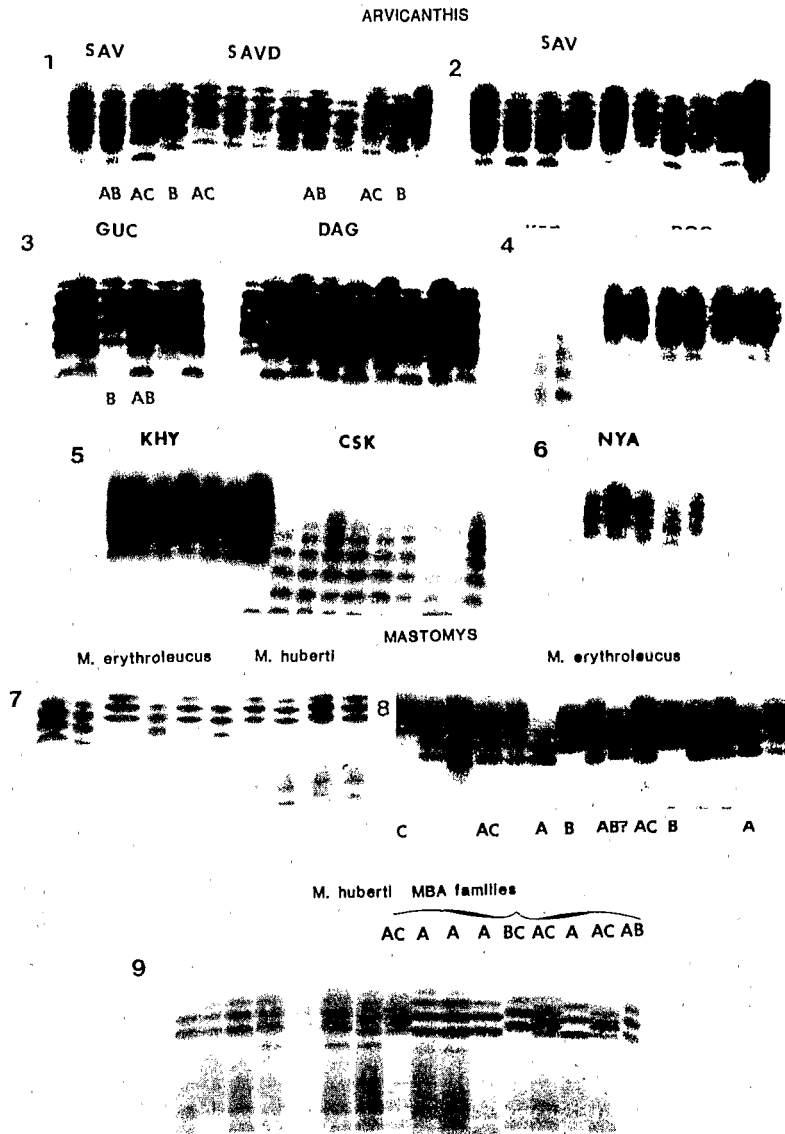 ARVICANTHIS
1 SAV SAVD
2 SAV
AB AC B AC AB AC B
3 GUC DAG
4
B AB
5 KHY CSK
6 NYA
MASTOMYS
M. erythroleucus M. huberti M. erythroleucus
7
8
C AC A B AB? AC B A
M. huberti MBA families
AC A A A BC AC A AC AB
9